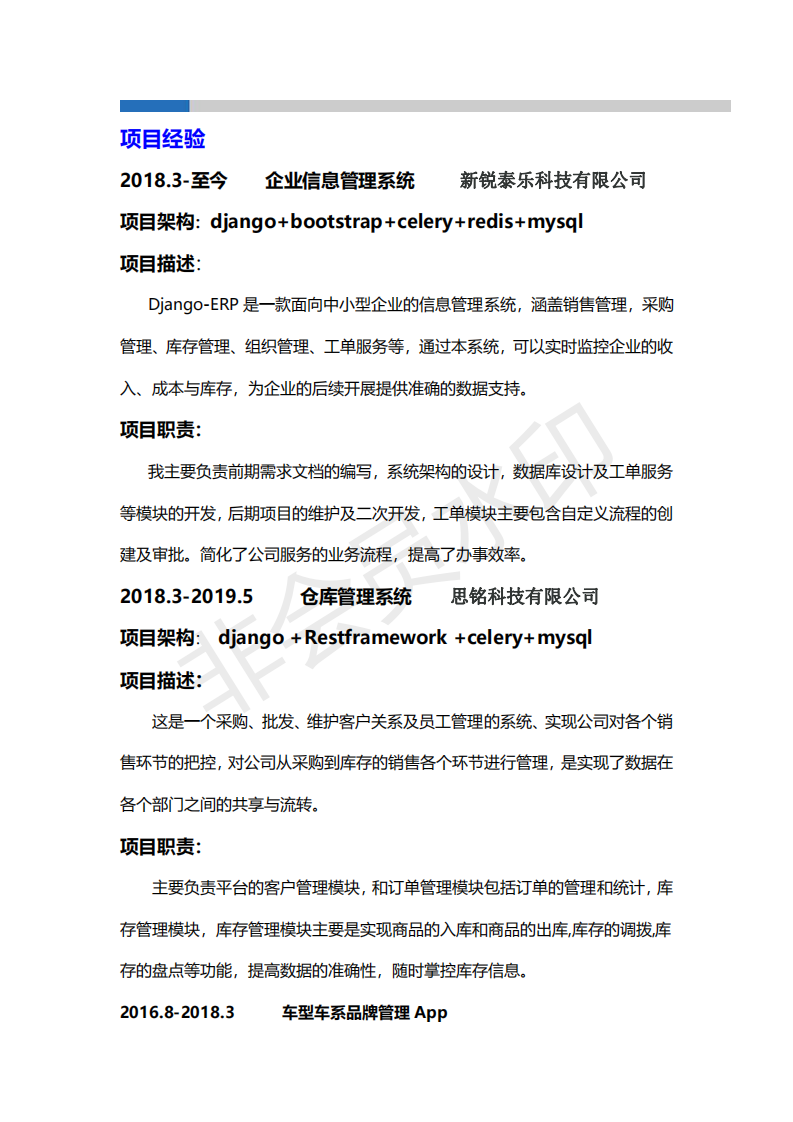 项目经验
2018.3-至今 企业信息管理系统 新锐泰乐科技有限公司
项目架构：django+bootstrap+celery+redis+mysql
项目描述：
Django-ERP 是一款面向中小型企业的信息管理系统，涵盖销售管理，采购
管理、库存管理、组织管理、工单服务等，通过本系统，可以实时监控企业的收
入、成本与库存，为企业的后续开展提供准确的数据支持。
项目职责：
我主要负责前期需求文档的编写，系统架构的设计，数据库设计及工单服务
等模块的开发，后期项目的维护及二次开发，工单模块主要包含自定义流程的创
建及审批。简化了公司服务的业务流程，提高了办事效率。
2018.3-2019.5 仓库管理系统 思铭科技有限公司
项目架构： django +Restframework +celery+mysql
项目描述：
这是一个采购、批发、维护客户关系及员工管理的系统、实现公司对各个销
售环节的把控，对公司从采购到库存的销售各个环节进行管理，是实现了数据在
各个部门之间的共享与流转。
项目职责：
主要负责平台的客户管理模块，和订单管理模块包括订单的管理和统计，库
存管理模块，库存管理模块主要是实现商品的入库和商品的出库,库存的调拨,库
存的盘点等功能，提高数据的准确性，随时掌控库存信息。
2016.8-2018.3 车型车系品牌管理 App
非会员水印